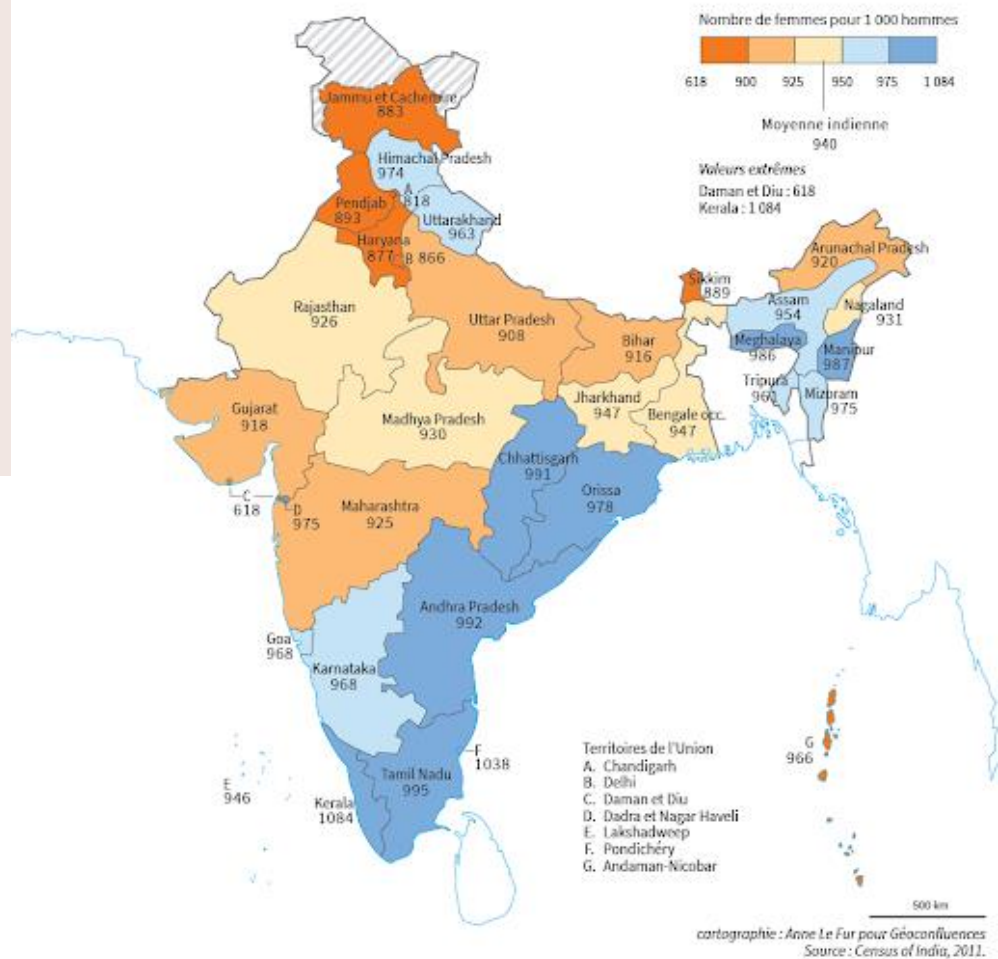 Nombre de femmes pour 1 000 hommes
618 900 925 950 975 1 084
Moyenne indienne
940
Valeurs extrêmes
Daman et Diu : 618
Kerala : 1 084
Jammu et Cachemire
883
Himachal Pradesh
974
A
818
Pendjab
893
Uttarakhand
963
Haryana
877
B 866
Rajasthan
926
Uttar Pradesh
908
Bihar
916
Sikkim
889
Arunachal Pradesh
920
Assam
954
Nagaland
931
Meghalaya
986
Manipur
987
Tripura
961
Mizoram
975
Gujarat
918
Madhya Pradesh
930
Jharkhand
947
Bengale occ.
947
Chhattisgarh
991
Orissa
978
C
618
D
975
Maharashtra
925
Andhra Pradesh
992
Goa
968
Karnataka
968
F
1038
Tamil Nadu
995
Kerala
1084
E
946
G
966
Territoires de l'Union
A. Chandigarh
B. Delhi
C. Daman et Diu
D. Dadra et Nagar Haveli
E. Lakshadweep
F. Pondichéry
G. Andaman-Nicobar
500 km
cartographie : Anne Le Fur pour Géoconfluences
Source : Census of India, 2011.